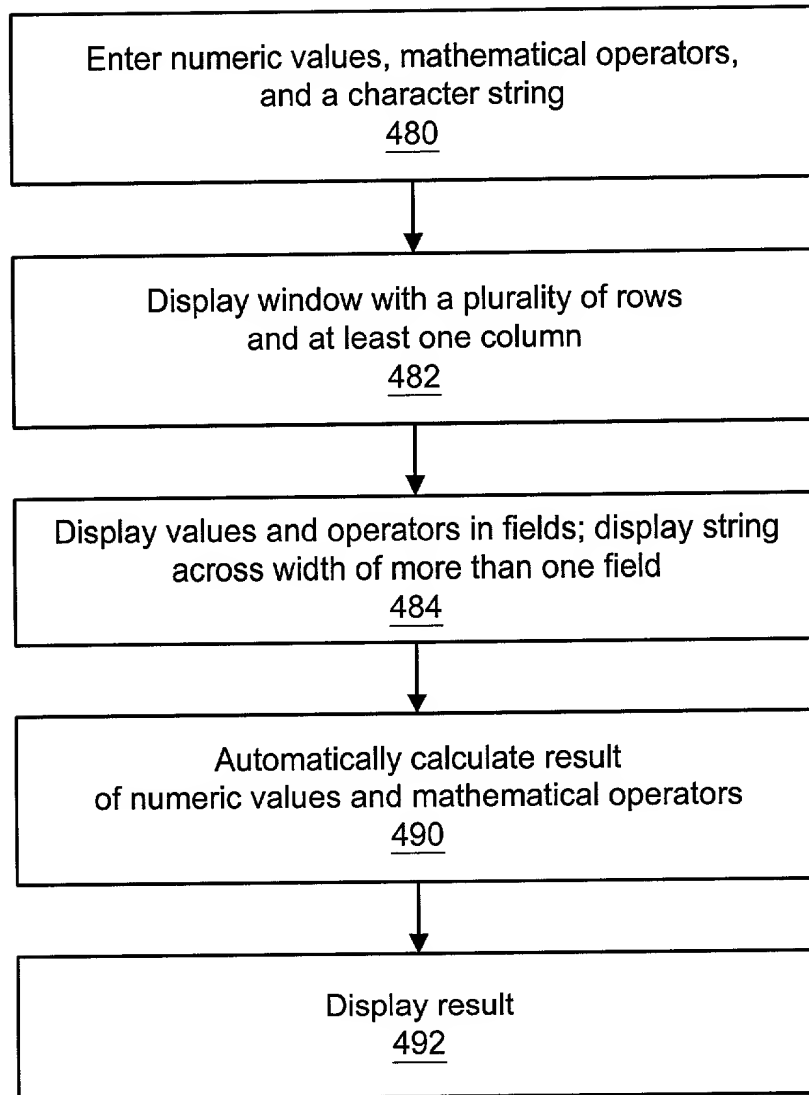 Enter numeric values, mathematical operators,
and a character string
480
Display window with a plurality of rows
and at least one column
482
Display values and operators in fields; display string
across width of more than one field
484
Automatically calculate result
of numeric values and mathematical operators
490
Display result
492